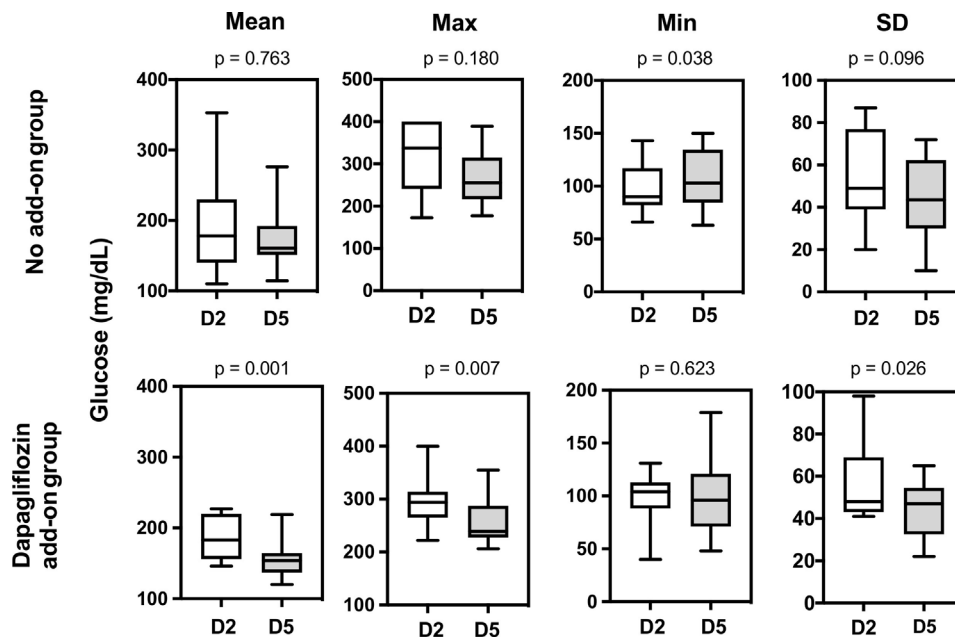 Mean
Max
Min
SD
p = 0.763
p = 0.180
p = 0.038
p = 0.096
No add-on group
Glucose (mg/dL)
400
300
200
100
D2
D5
500
400
300
200
100
0
D2
D5
200
150
100
50
0
D2
D5
100
80
60
40
20
0
D2
D5
Dapagliflozin
add-on group
p = 0.001
p = 0.007
p = 0.623
p = 0.026
400
300
200
100
D2
D5
500
400
300
200
100
D2
D5
200
150
100
50
0
D2
D5
100
80
60
40
20
0
D2
D5